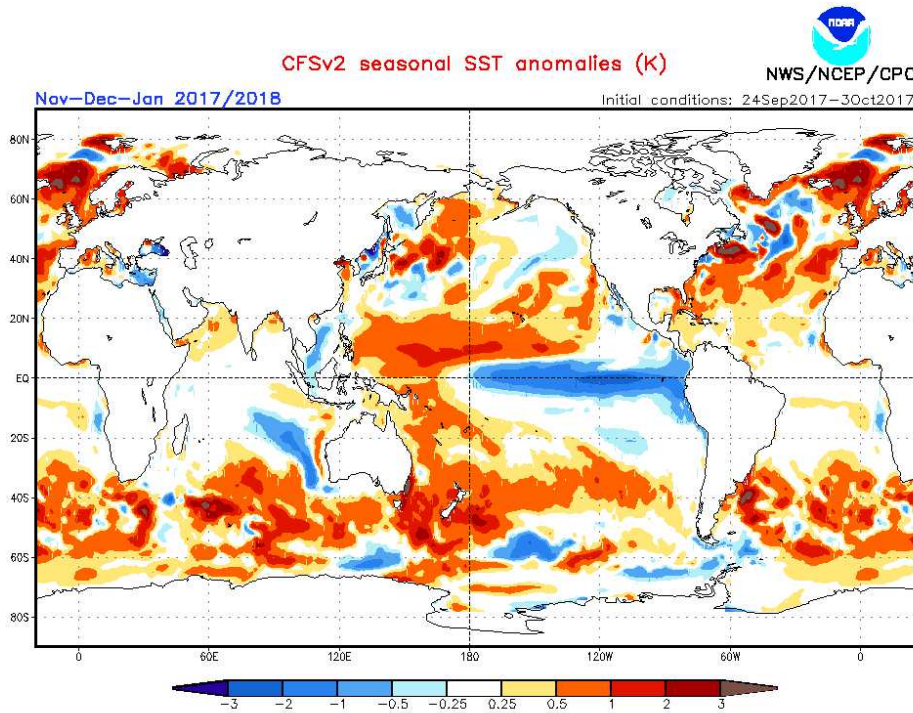 NOAA
CFSv2 seasonal SST anomalies (K)
NWS/NCEP/CPC
Nov-Dec-Jan 2017/2018
Initial conditions: 24Sep2017-3Oct2017
80N
60N
40N
20N
EQ
20S
40S
60S
80S
0 60E 120E 180 120W 60W 0
-3 -2 -1 -0.5 -0.25 0.25 0.5 1 2 3